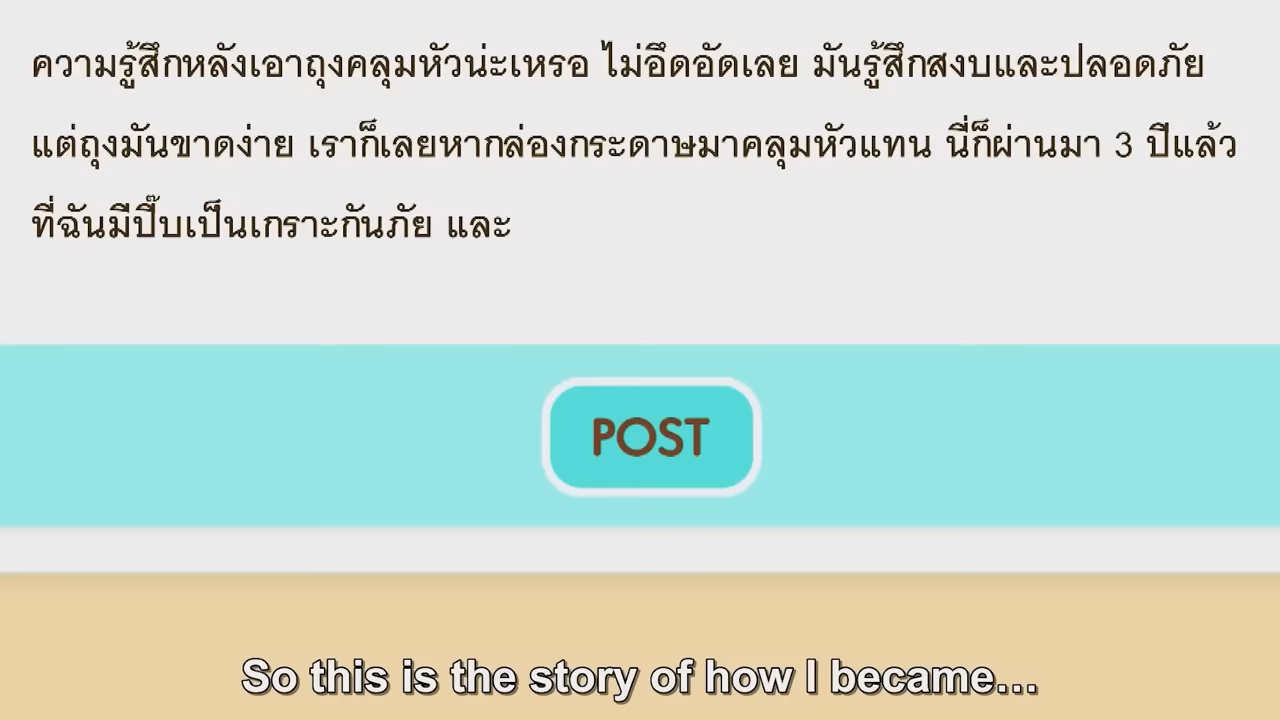 ความรู้สึกหลังเอาถุงคลุมหัวน่ะเหรอ ไม่อึดอัดเลย มันรู้สึกสงบและปลอดภัย
แต่ถุงมันขาดง่าย เราก็เลยหากล่องกระดาษมาคลุมหัวแทน นี่ก็ผ่านมา 3 ปีแล้ว
ที่ฉันมีปี๊บเป็นเกราะกันภัย และ
POST
So this is the story of how I became...